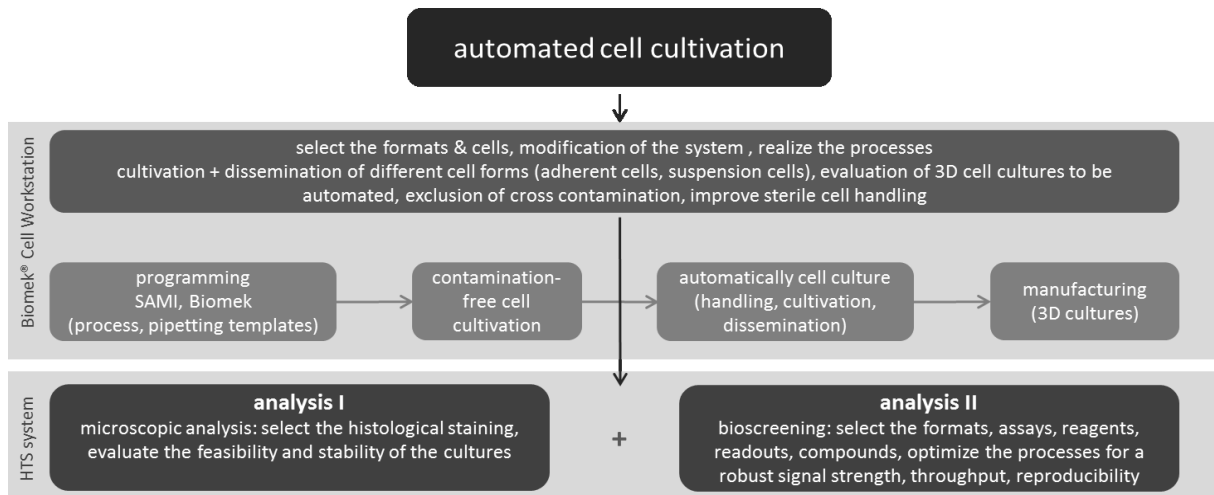 automated cell cultivation
Biomek® Cell Workstation
select the formats & cells, modification of the system , realize the processes
cultivation + dissemination of different cell forms (adherent cells, suspension cells), evaluation of 3D cell cultures to be
automated, exclusion of cross contamination, improve sterile cell handling
programming
SAMI, Biomek
(process, pipetting templates)
contamination-
free cell
cultivation
automatically cell culture
(handling, cultivation,
dissemination)
manufacturing
(3D cultures)
HTS system
analysis I
microscopic analysis: select the histological staining,
evaluate the feasibility and stability of the cultures
+
analysis II
bioscreening: select the formats, assays, reagents,
readouts, compounds, optimize the processes for a
robust signal strength, throughput, reproducibility